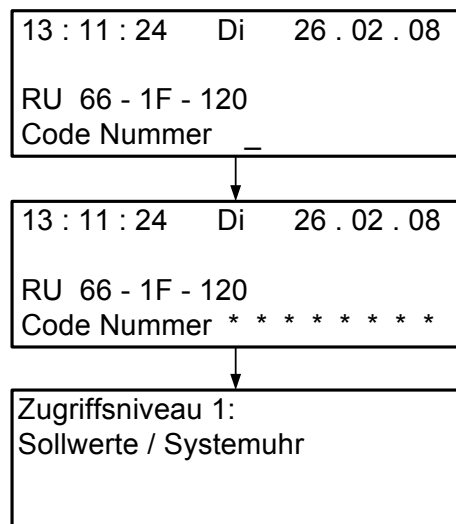 13 : 11 : 24 Di 26 . 02 . 08
RU 66 - 1F - 120
Code Nummer _
13 : 11 : 24 Di 26 . 02 . 08
RU 66 - 1F - 120
Code Nummer * * * * * * * *
Zugriffsniveau 1:
Sollwerte / Systemuhr